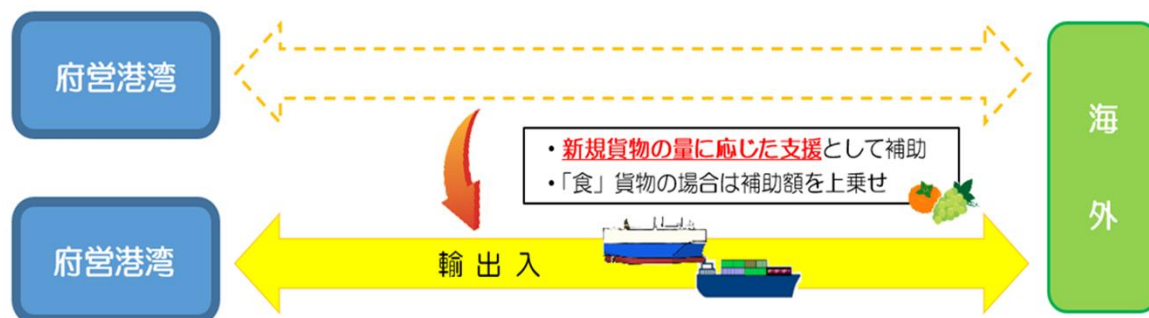 府営港湾
・新規貨物の量に応じた支援として補助
・「食」貨物の場合は補助額を上乗せ
府営港湾
輸出入
海外